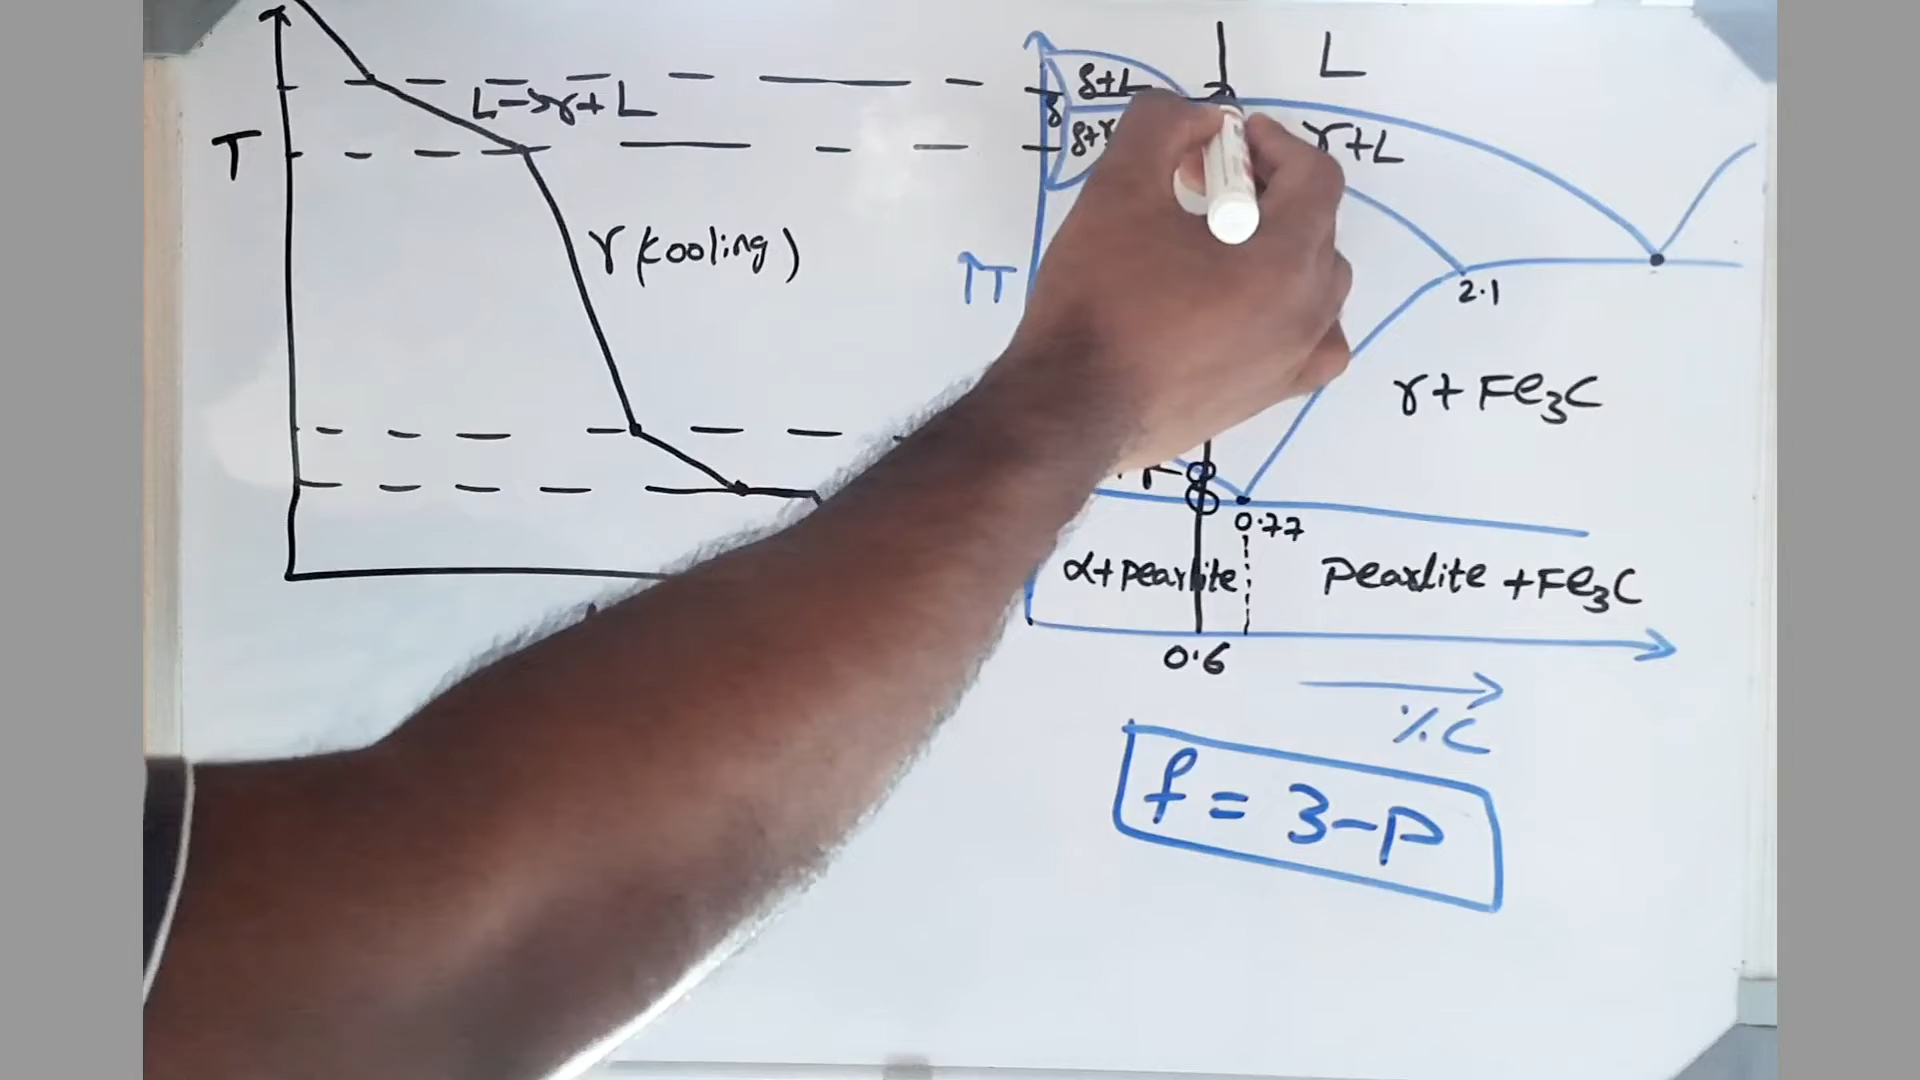 T
L→γ+L
γ(cooling)
L
δ+L
δ
γ+L
↑T
2.1
γ+Fe₃C
0.77
α+pearlite
Pearlite+Fe₃C
0.6
%C
f = 3-P